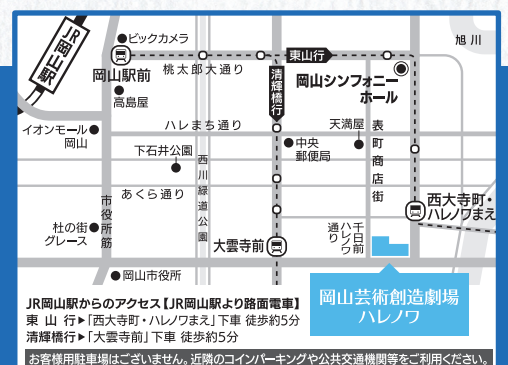 JR岡山駅
ビックカメラ
旭川
岡山駅前
桃太郎大通り
東山行
清輝橋行
岡山シンフォニー
ホール
高島屋
イオンモール
岡山
ハレまち通り
天満屋
表町商店街
中央
郵便局
下石井公園
西川緑道公園
あくら通り
市役所筋
杜の街
グレース
西大寺町・
ハレノワまえ
千日前
ハレノワ
通り
大雲寺前
岡山市役所
岡山芸術創造劇場
ハレノワ
JR岡山駅からのアクセス【JR岡山駅より路面電車】
東山行▶「西大寺町・ハレノワまえ」下車 徒歩約5分
清輝橋行▶「大雲寺前」下車 徒歩約5分
お客様用駐車場はございません。近隣のコインパーキングや公共交通機関等をご利用ください。